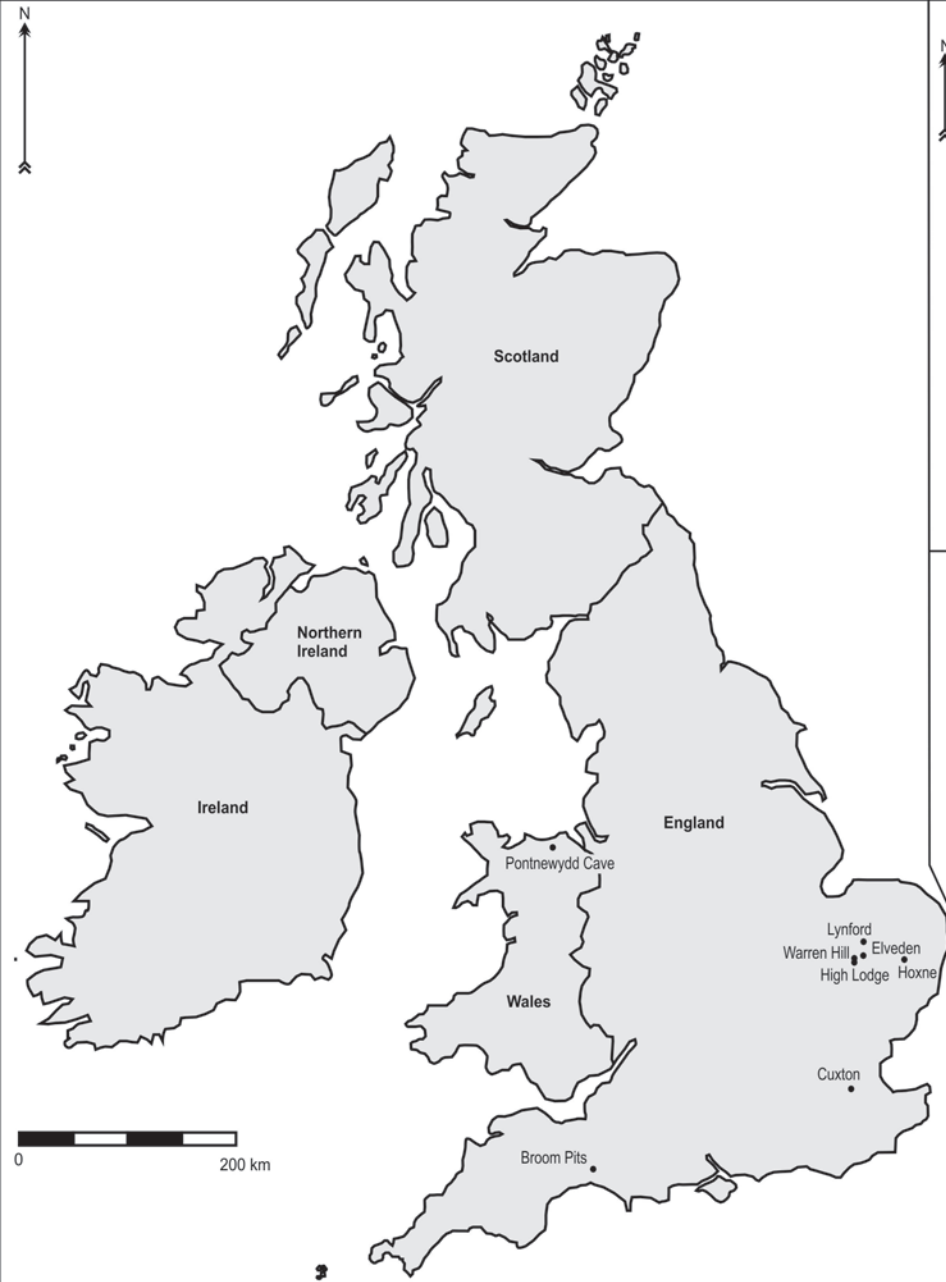 N
N
Scotland
Northern
Ireland
Ireland
England
Pontnewydd Cave
Lynford
Warren Hill
Elveden
High Lodge
Hoxne
Wales
Cuxton
Broom Pits
0
200 km